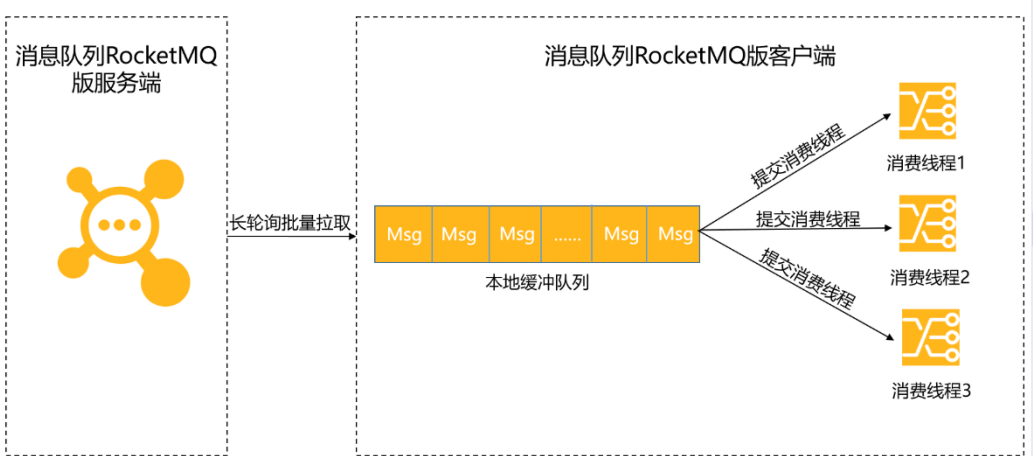 消息队列RocketMQ
版服务端
消息队列RocketMQ版客户端
长轮询批量拉取
Msg
Msg
Msg
......
Msg
Msg
本地缓冲队列
提交消费线程
消费线程1
提交消费线程
消费线程2
提交消费线程
消费线程3